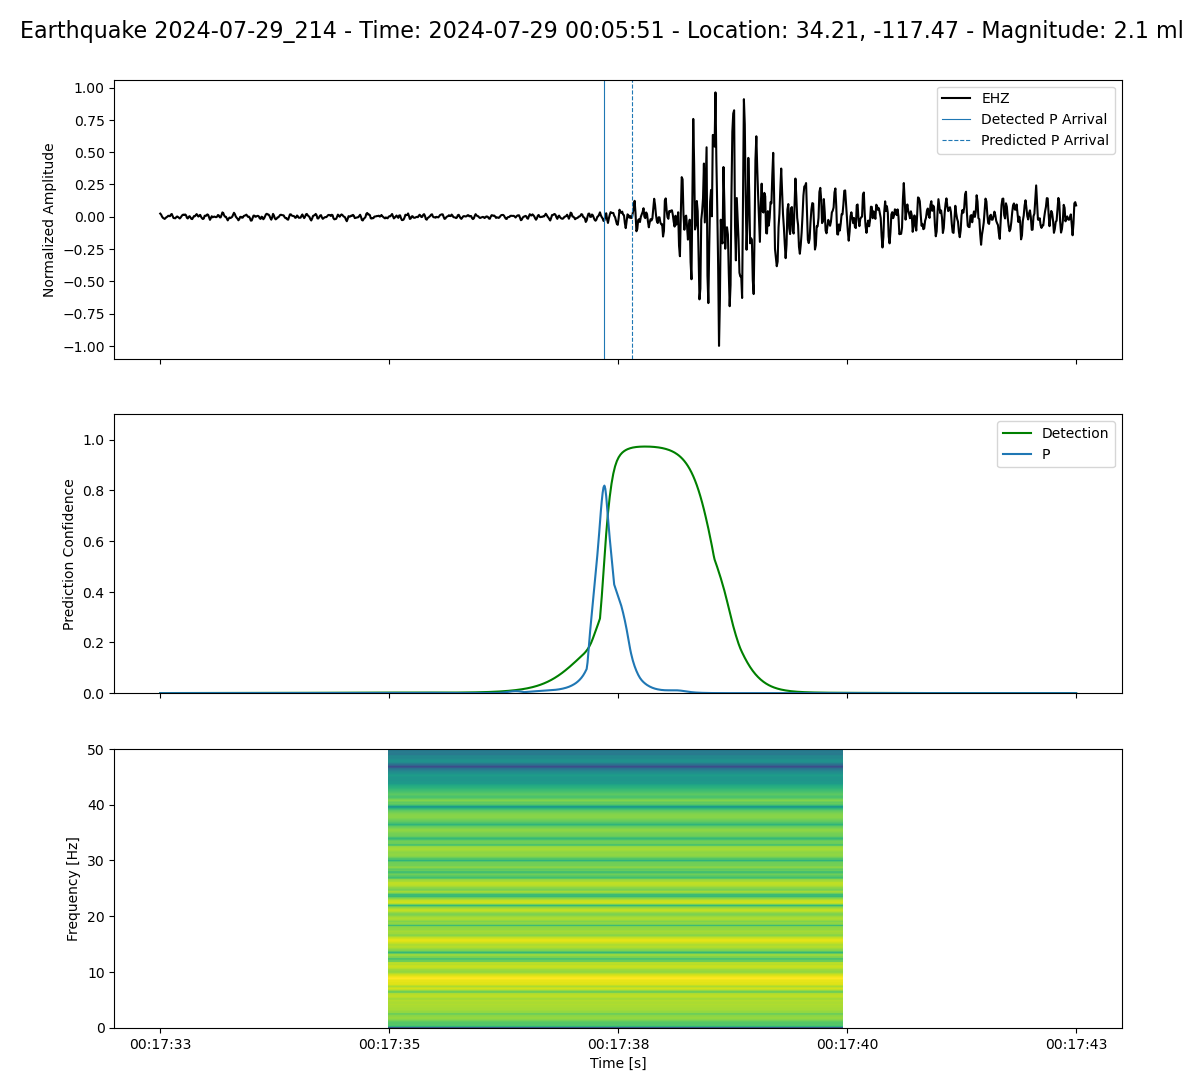 Earthquake 2024-07-29_214 - Time: 2024-07-29 00:05:51 - Location: 34.21, -117.47 - Magnitude: 2.1 ml
Normalized Amplitude
1.00
0.75
0.50
0.25
0.00
−0.25
−0.50
−0.75
−1.00
EHZ
Detected P Arrival
Predicted P Arrival
Prediction Confidence
1.0
0.8
0.6
0.4
0.2
0.0
Detection
P
Frequency [Hz]
50
40
30
20
10
0
00:17:33 00:17:35 00:17:38 00:17:40 00:17:43
Time [s]